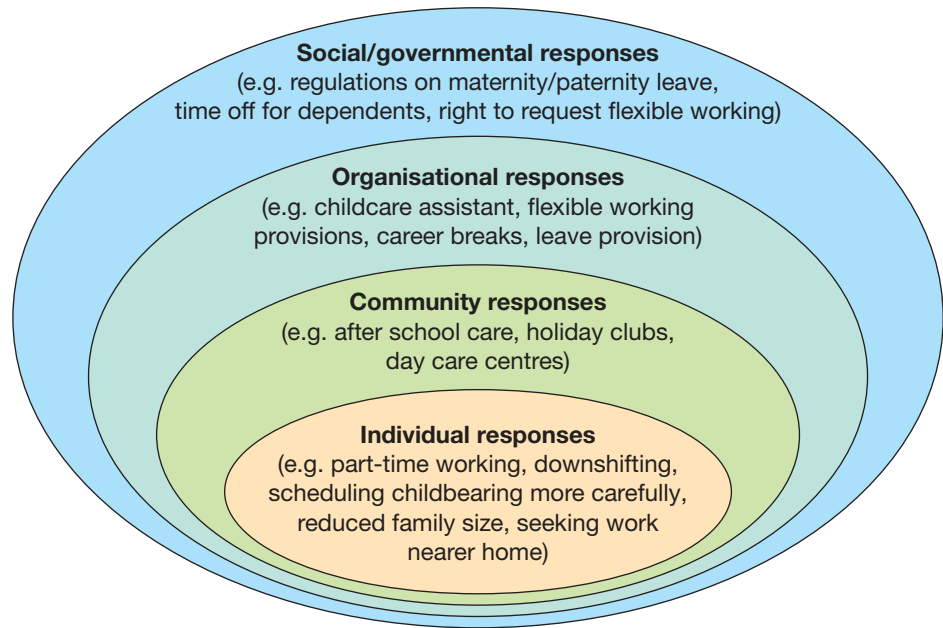 Social/governmental responses
(e.g. regulations on maternity/paternity leave,
time off for dependents, right to request flexible working)
Organisational responses
(e.g. childcare assistant, flexible working
provisions, career breaks, leave provision)
Community responses
(e.g. after school care, holiday clubs,
day care centres)
Individual responses
(e.g. part-time working, downshifting,
scheduling childbearing more carefully,
reduced family size, seeking work
nearer home)